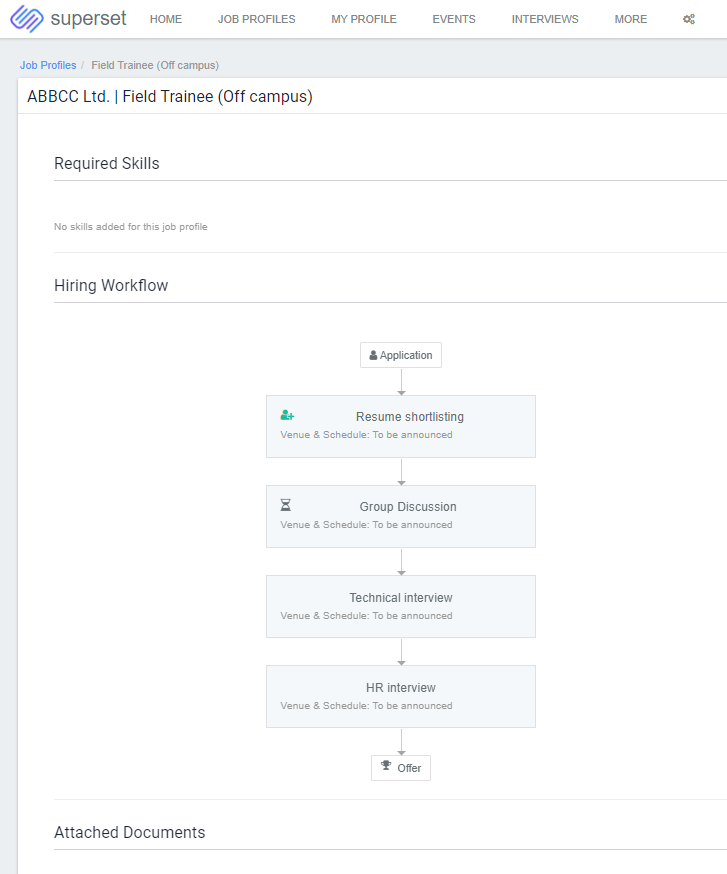 superset HOME JOB PROFILES MY PROFILE EVENTS INTERVIEWS MORE
Job Profiles / Field Trainee (Off campus)
ABBCC Ltd. | Field Trainee (Off campus)
Required Skills
No skills added for this job profile
Hiring Workflow
Application
Resume shortlisting
Venue & Schedule: To be announced
Group Discussion
Venue & Schedule: To be announced
Technical interview
Venue & Schedule: To be announced
HR interview
Venue & Schedule: To be announced
Offer
Attached Documents